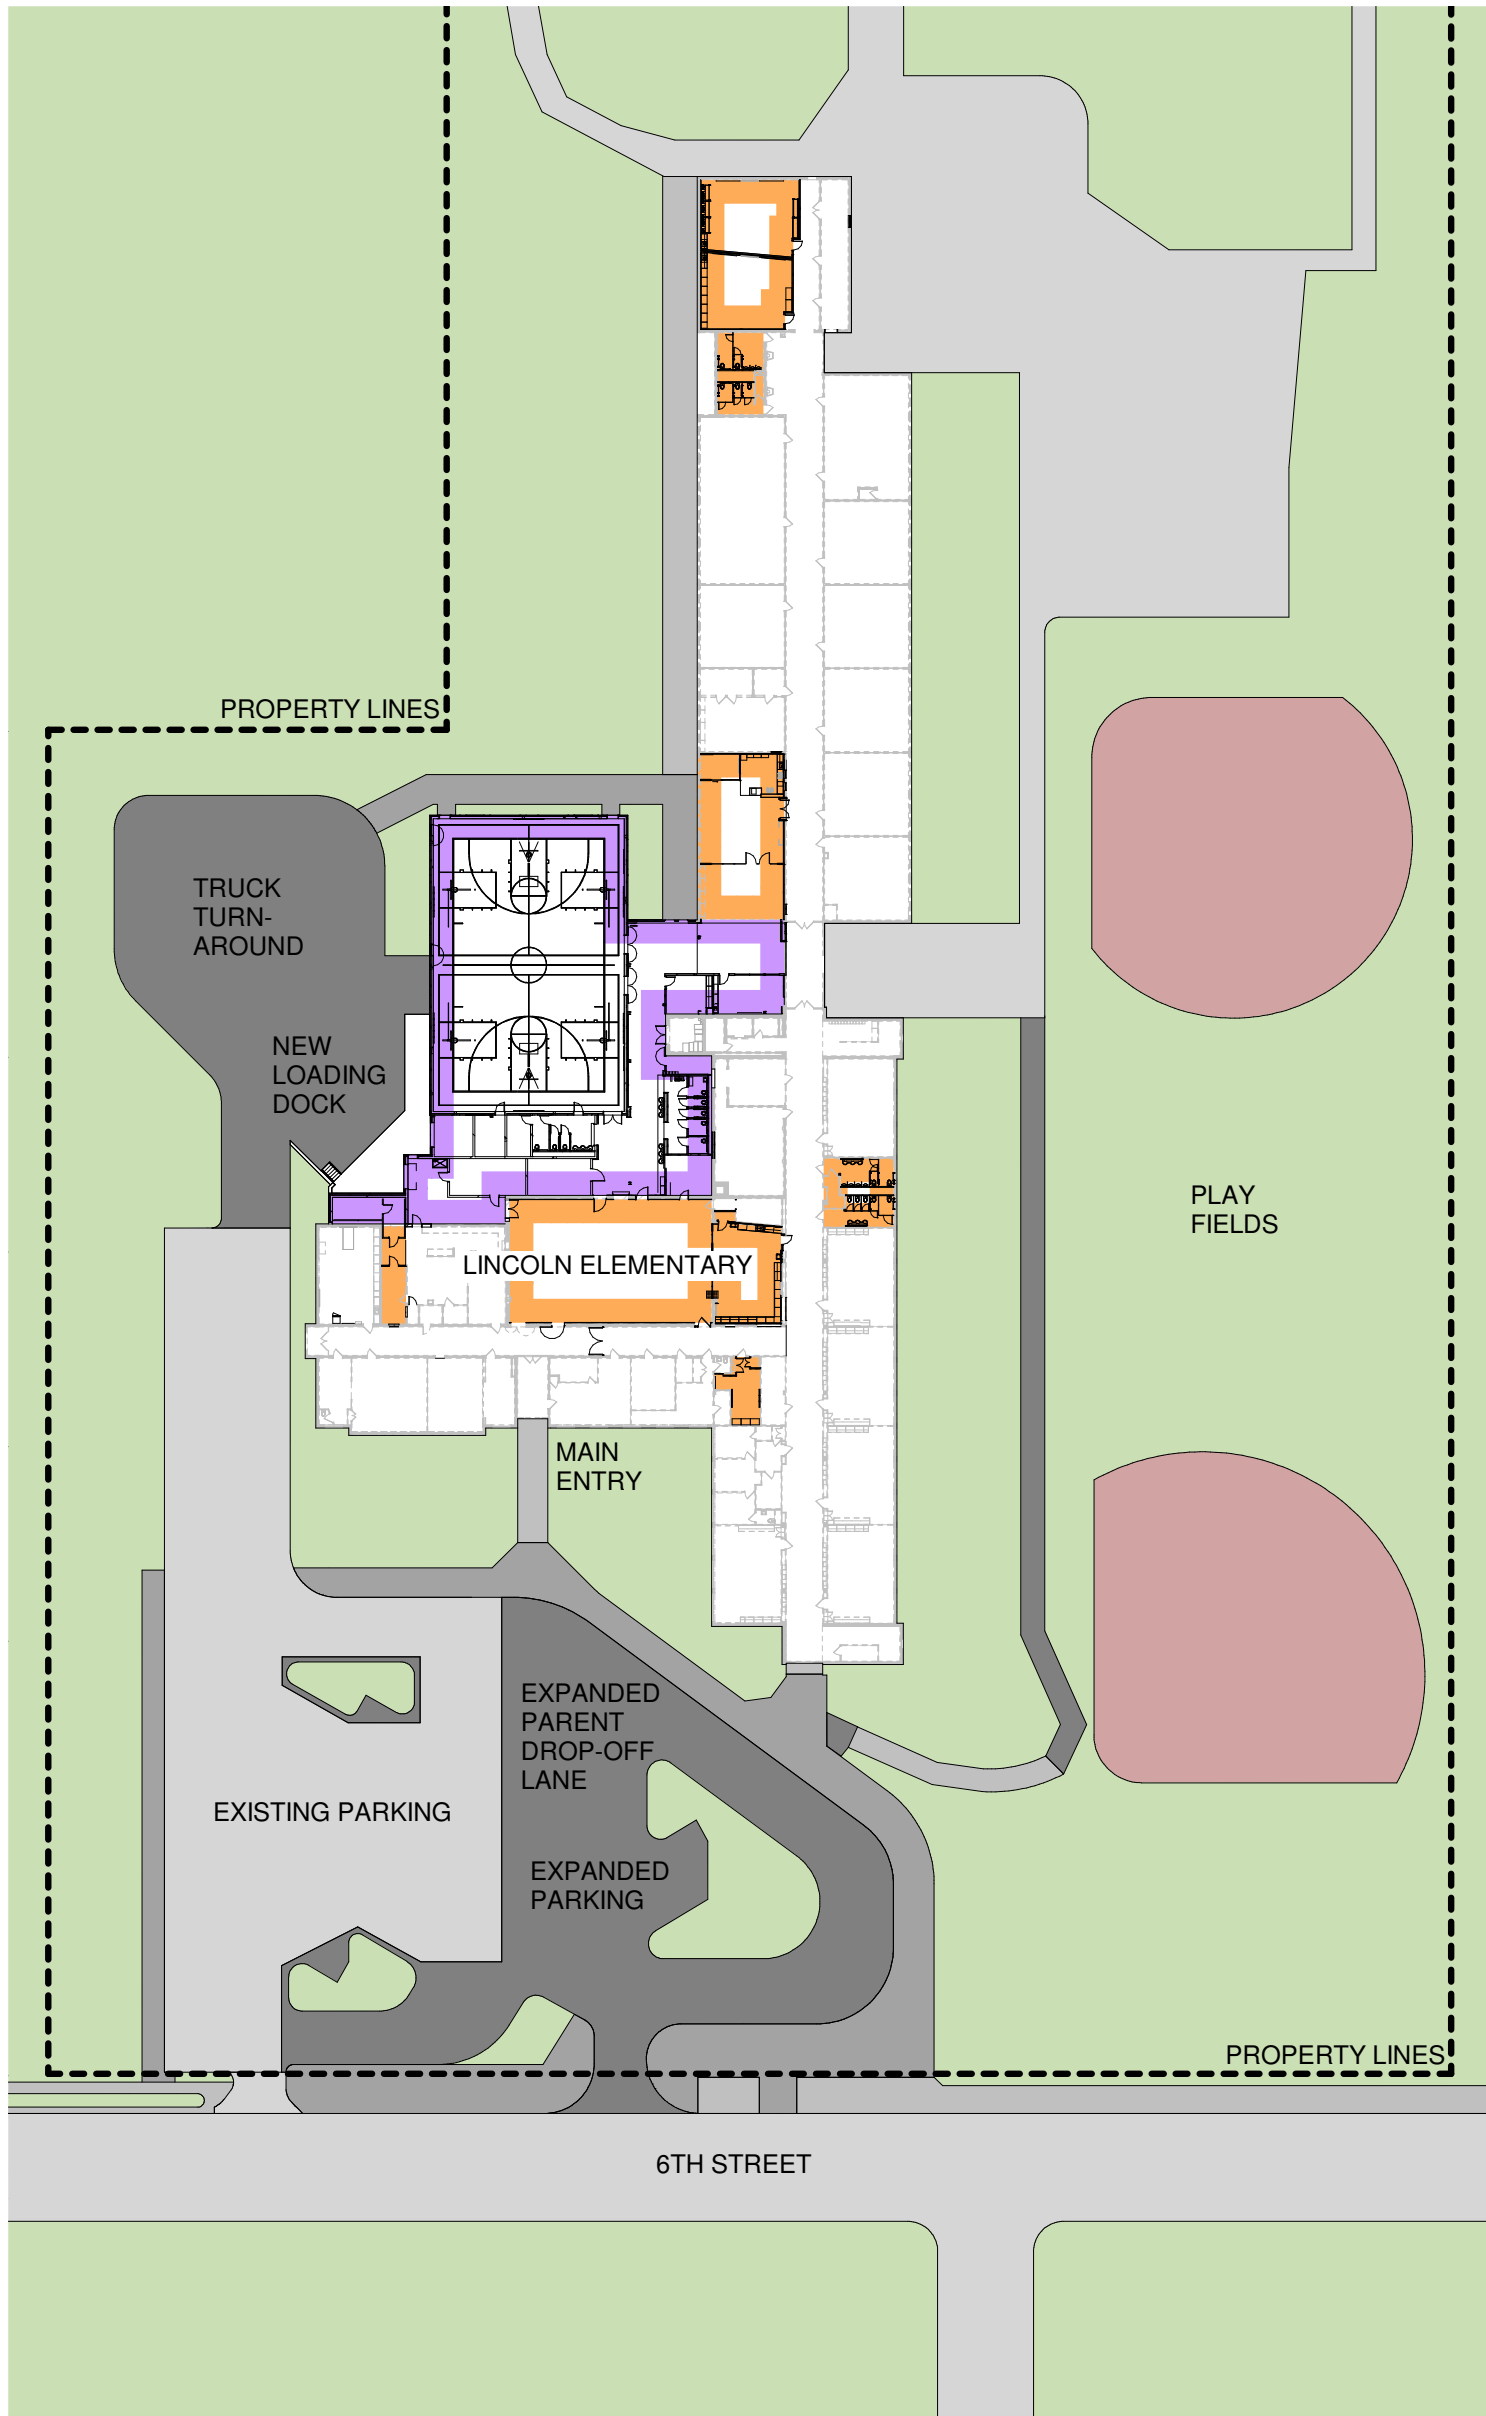 PROPERTY LINES
TRUCK
TURN-
AROUND
NEW
LOADING
DOCK
PLAY
FIELDS
LINCOLN ELEMENTARY
MAIN
ENTRY
EXPANDED
PARENT
DROP-OFF
LANE
EXISTING PARKING
EXPANDED
PARKING
PROPERTY LINES
6TH STREET